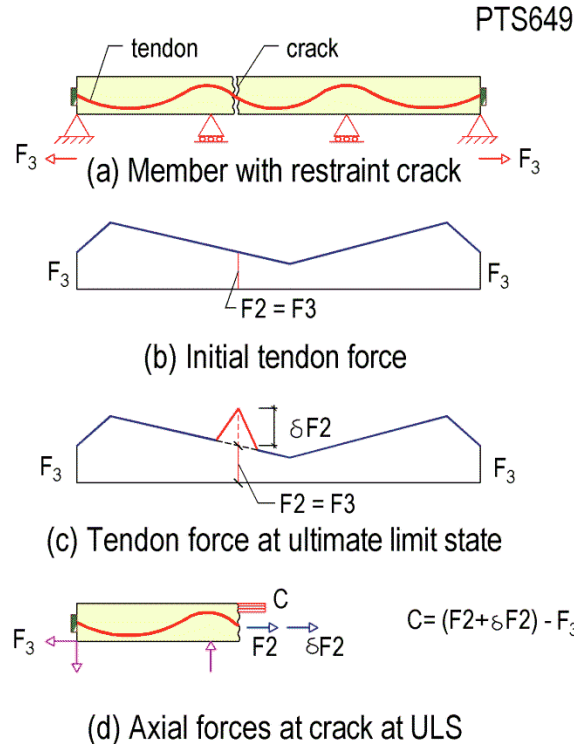 PTS649
tendon
crack
F₃
F₃
(a) Member with restraint crack
F₃
F₃
F2 = F3
(b) Initial tendon force
δF2
F₃
F₃
F2 = F3
(c) Tendon force at ultimate limit state
C
F₃
F2
δF2
C= (F2+δF2) - F₃
(d) Axial forces at crack at ULS